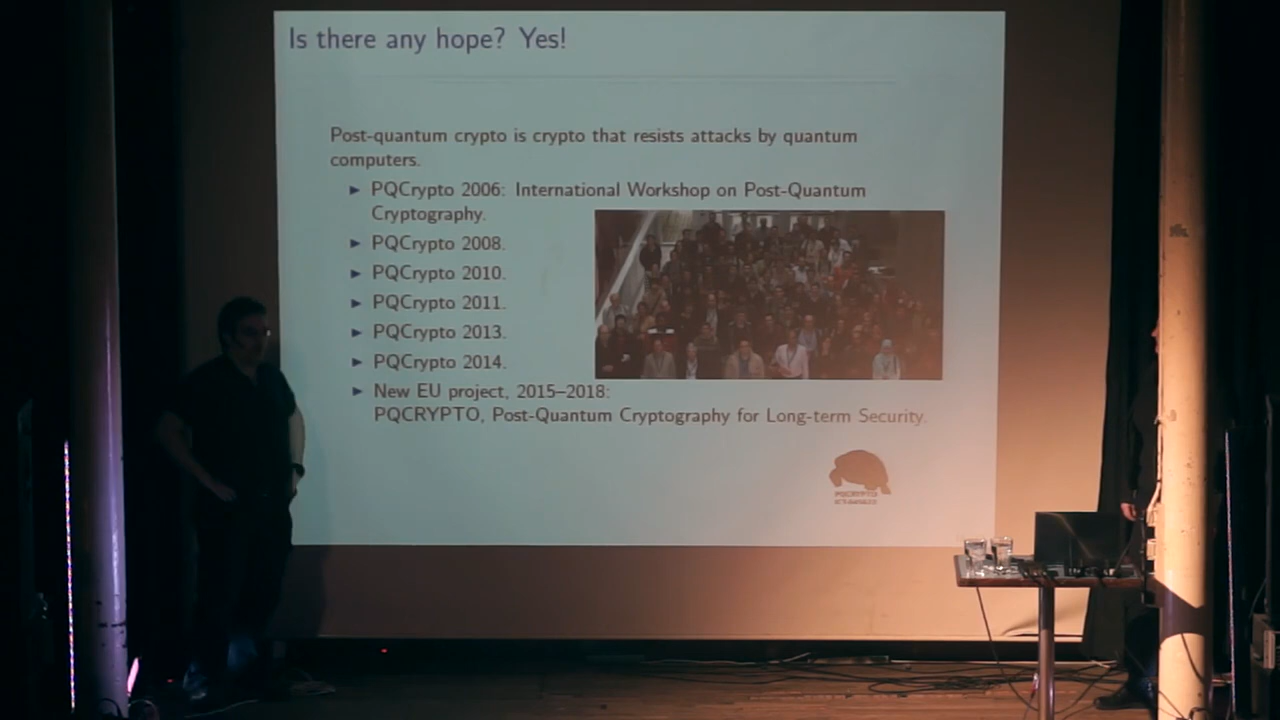 Is there any hope? Yes!
Post-quantum crypto is crypto that resists attacks by quantum
computers.
► PQCrypto 2006: International Workshop on Post-Quantum
Cryptography.
► PQCrypto 2008.
► PQCrypto 2010.
► PQCrypto 2011.
► PQCrypto 2013.
► PQCrypto 2014.
► New EU project, 2015–2018:
PQCRYPTO, Post-Quantum Cryptography for Long-term Security.
PQCRYPTO